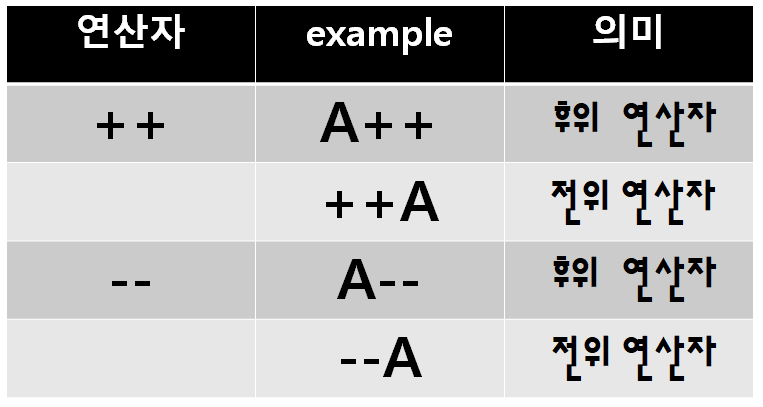 연산자 example 의미
++ A++ 후위 연산자
++A 전위 연산자
-- A-- 후위 연산자
--A 전위 연산자